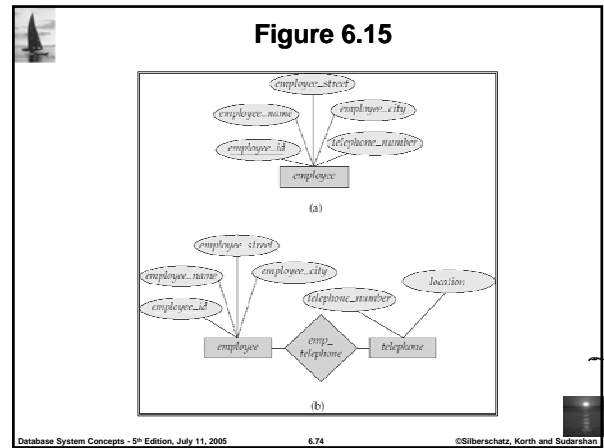 Figure 6.15
employee_street
employee_name employee_city
employee_id telephone_number
employee
(a)
employee_street
employee_name employee_city
employee_id telephone_number location
employee emp_ telephone telephone
(b)
Database System Concepts - 5th Edition, July 11, 2005 6.74 ©Silberschatz, Korth and Sudarshan